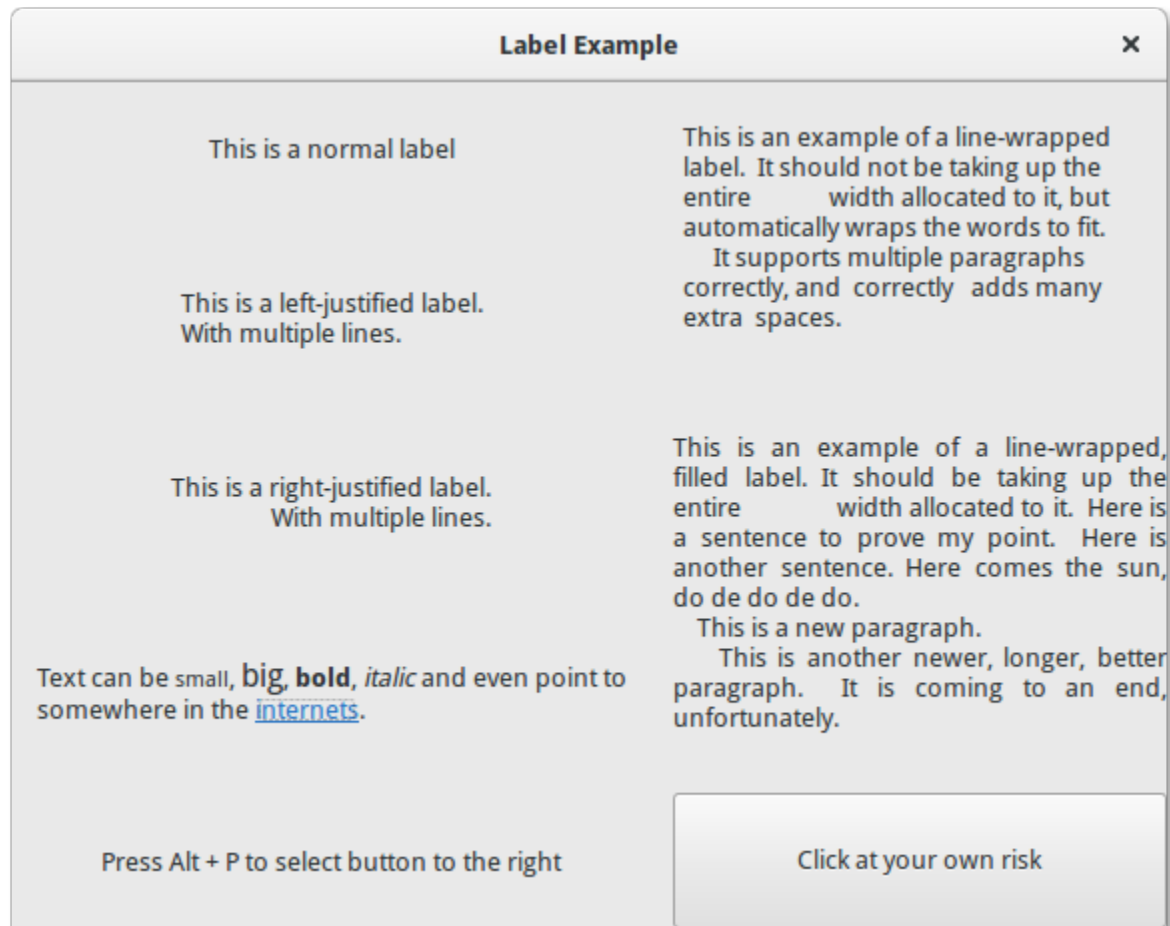 Label Example
×
This is a normal label
This is a left-justified label.
With multiple lines.
This is a right-justified label.
With multiple lines.
Text can be small, big, bold, italic and even point to
somewhere in the internets.
Press Alt + P to select button to the right
This is an example of a line-wrapped
label.  It should not be taking up the
entire          width allocated to it, but
automatically wraps the words to fit.
    It supports multiple paragraphs
correctly, and  correctly  adds many
extra  spaces.
This is an example of a line-wrapped,
filled label. It should be taking up the
entire          width allocated to it.  Here is
a sentence to prove my point.  Here is
another sentence. Here comes the sun,
do de do de do.
   This is a new paragraph.
    This is another newer, longer, better
paragraph.  It is coming to an end,
unfortunately.
Click at your own risk